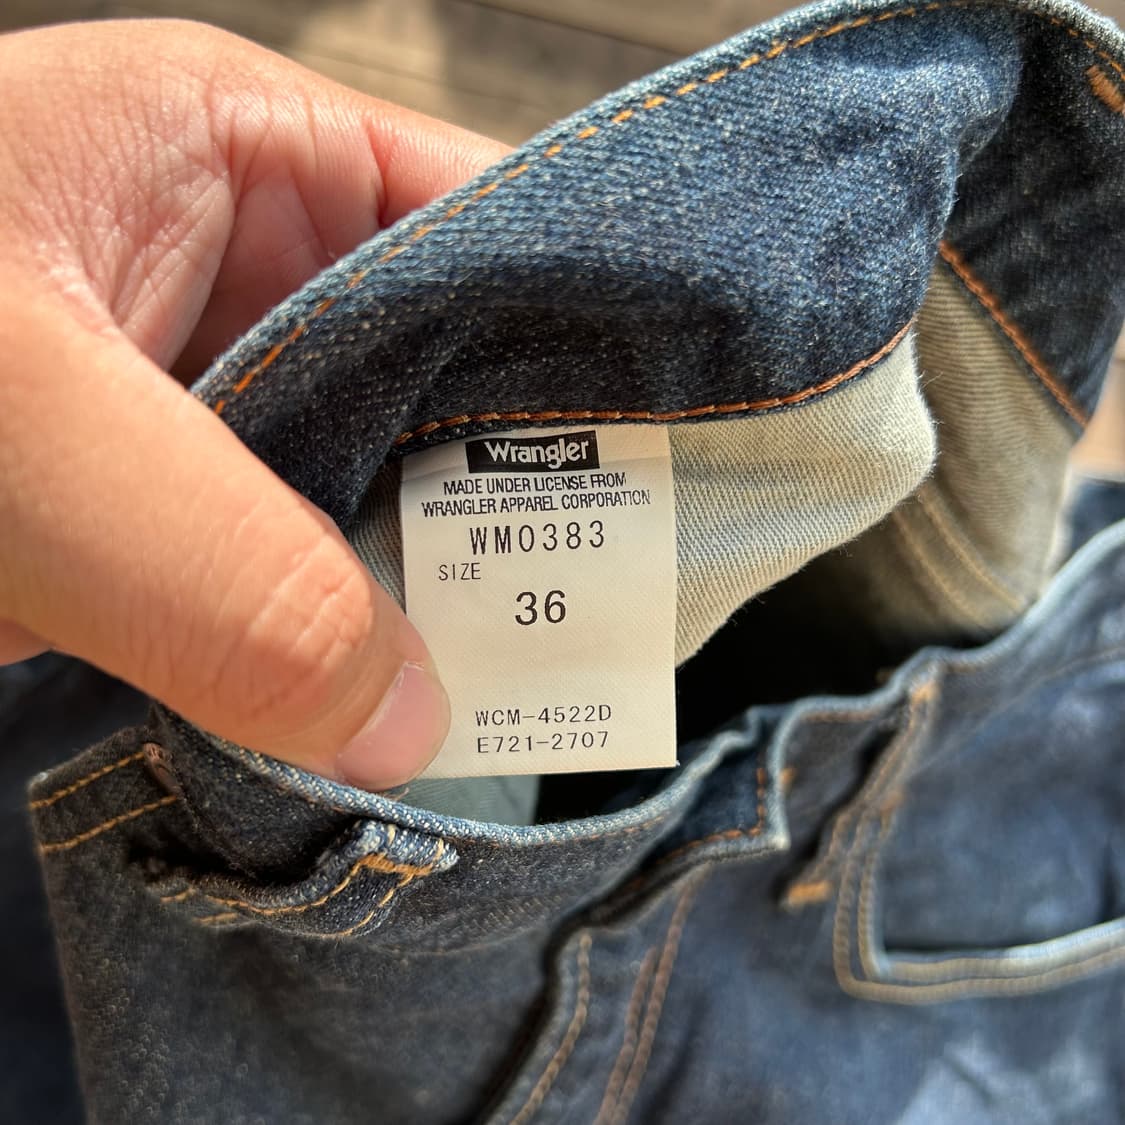 Wrangler
MADE UNDER LICENSE FROM
WRANGLER APPAREL CORPORATION
WM0383
SIZE
36
WCM-4522D
E721-2707